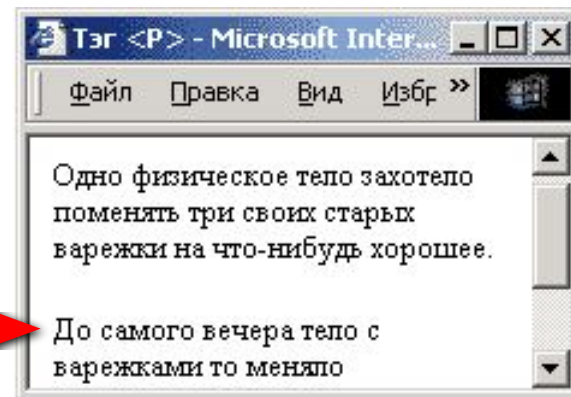 Тэг <P> - Microsoft Inter...
Файл Правка Вид Избр »
Одно физическое тело захотело
поменять три своих старых
варежки на что-нибудь хорошее.
До самого вечера тело с
варежками то меняло